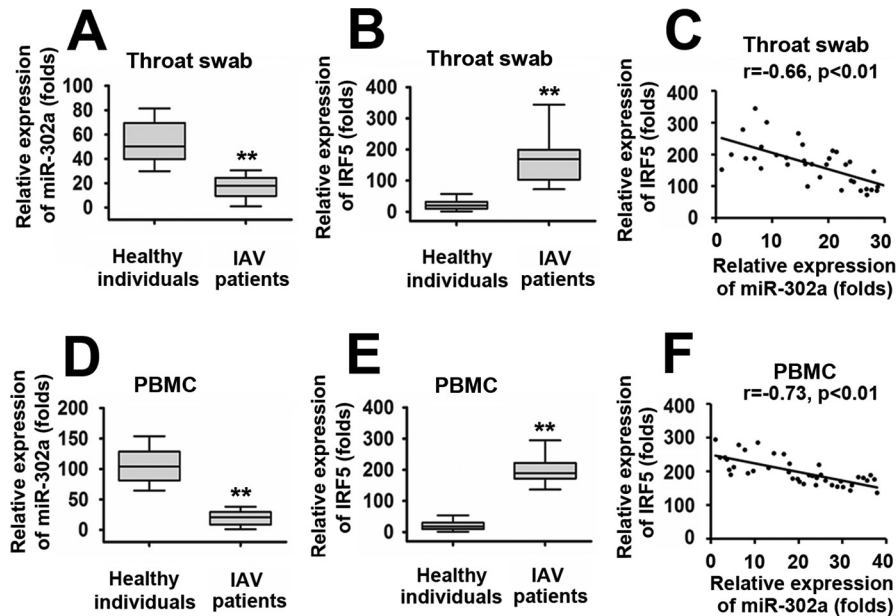 A
Throat swab
Relative expression
of miR-302a (folds)
100
80
60
40
20
0
**
Healthy
individuals
IAV
patients
B
Throat swab
Relative expression
of IRF5 (folds)
400
300
200
100
0
**
Healthy
individuals
IAV
patients
C
Throat swab
r=-0.66, p<0.01
Relative expression
of IRF5 (folds)
400
300
200
100
0
0
10
20
30
Relative expression
of miR-302a (folds)
D
PBMC
Relative expression
of miR-302a (folds)
200
150
100
50
0
**
Healthy
individuals
IAV
patients
E
PBMC
Relative expression
of IRF5 (folds)
400
300
200
100
0
**
Healthy
individuals
IAV
patients
F
PBMC
r=-0.73, p<0.01
Relative expression
of IRF5 (folds)
400
300
200
100
0
0
10
20
30
40
Relative expression
of miR-302a (folds)